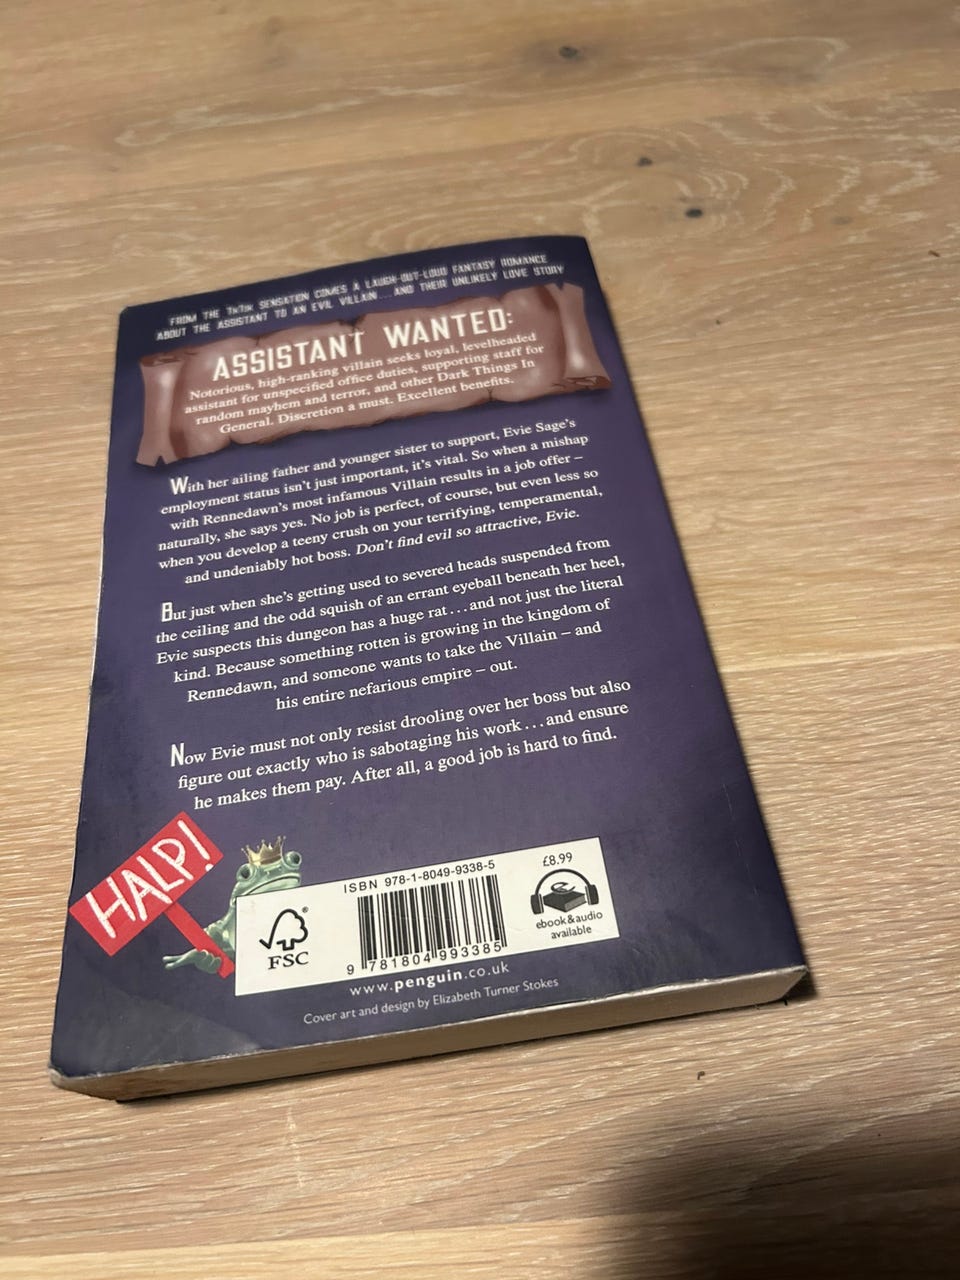 FROM THE TikTok SENSATION COMES A LAUGH-OUT-LOUD FANTASY ROMANCE
ABOUT THE ASSISTANT TO AN EVIL VILLAIN... AND THEIR UNLIKELY LOVE STORY
ASSISTANT WANTED:
Notorious, high-ranking villain seeks loyal, levelheaded
assistant for unspecified office duties, supporting staff for
random mayhem and terror, and other Dark Things In
General. Discretion a must. Excellent benefits.
With her ailing father and younger sister to support, Evie Sage's
employment status isn't just important, it's vital. So when a mishap
with Rennedawn's most infamous Villain results in a job offer –
naturally, she says yes. No job is perfect, of course, but even less so
when you develop a teeny crush on your terrifying, temperamental,
and undeniably hot boss. Don't find evil so attractive, Evie.
But just when she's getting used to severed heads suspended from
the ceiling and the odd squish of an errant eyeball beneath her heel,
Evie suspects this dungeon has a huge rat... and not just the literal
kind. Because something rotten is growing in the kingdom of
Rennedawn, and someone wants to take the Villain – and
his entire nefarious empire – out.
Now Evie must not only resist drooling over her boss but also
figure out exactly who is sabotaging his work... and ensure
he makes them pay. After all, a good job is hard to find.
HALP!
FSC®
ISBN 978-1-8049-9338-5
9 781804 993385
£8.99
ebook&audio
available
www.penguin.co.uk
Cover art and design by Elizabeth Turner Stokes